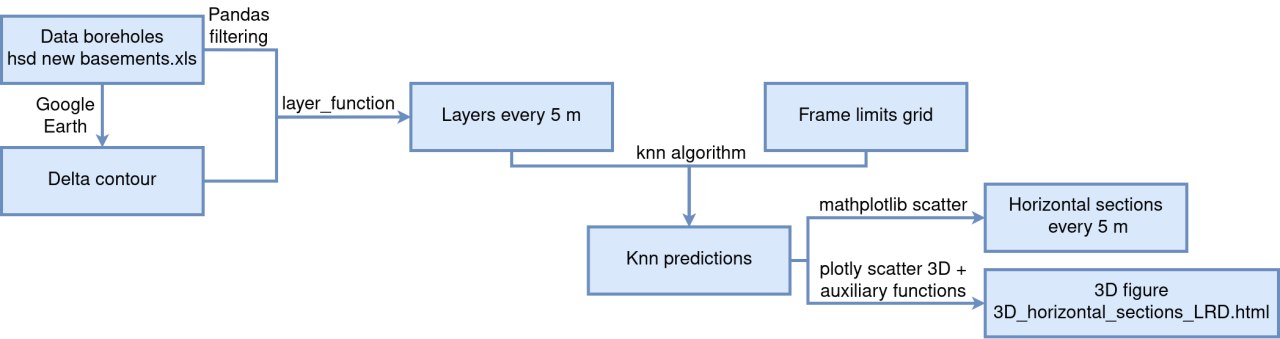 Data boreholes
hsd new basements.xls
Pandas
filtering
Google
Earth
Delta contour
layer_function
Layers every 5 m
Frame limits grid
knn algorithm
Knn predictions
mathplotlib scatter
Horizontal sections
every 5 m
plotly scatter 3D +
auxiliary functions
3D figure
3D_horizontal_sections_LRD.html